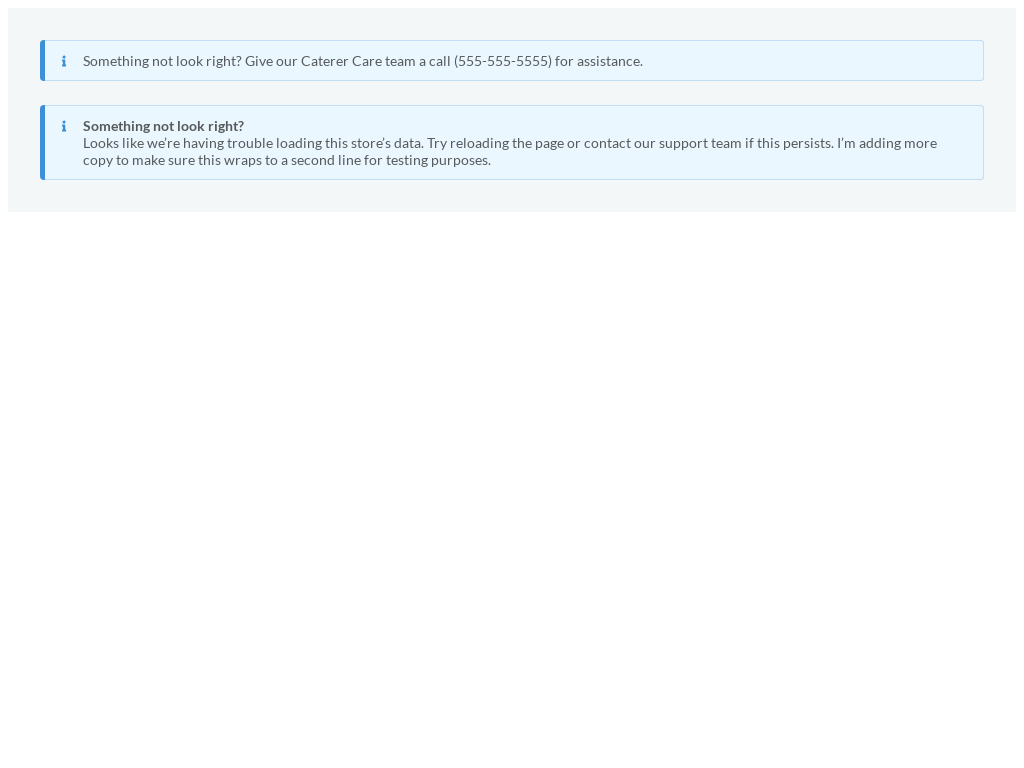 Something not look right? Give our Caterer Care team a call (555-555-5555) for assistance.
Something not look right?
Looks like we’re having trouble loading this store’s data. Try reloading the page or contact our support team if this persists. I’m adding more
copy to make sure this wraps to a second line for testing purposes.